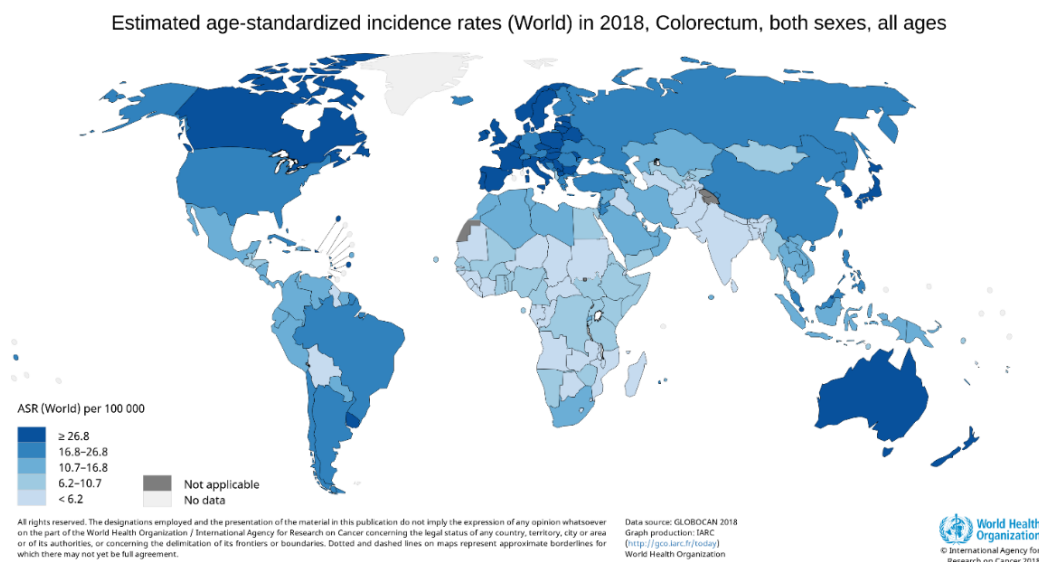 Estimated age-standardized incidence rates (World) in 2018, Colorectum, both sexes, all ages
ASR (World) per 100 000
≥ 26.8
16.8–26.8
10.7–16.8
6.2–10.7
< 6.2
Not applicable
No data
All rights reserved. The designations employed and the presentation of the material in this publication do not imply the expression of any opinion whatsoever
on the part of the World Health Organization / International Agency for Research on Cancer concerning the legal status of any country, territory, city or area
or of its authorities, or concerning the delimitation of its frontiers or boundaries. Dotted and dashed lines on maps represent approximate borderlines for
which there may not yet be full agreement.
Data source: GLOBOCAN 2018
Graph production: IARC
(http://gco.iarc.fr/today)
World Health Organization
World Health
Organization
© International Agency for
Research on Cancer 2018